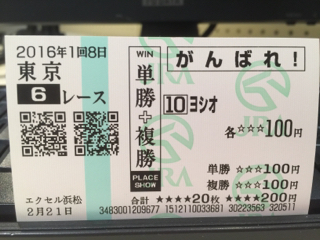 2016年1回8日
東京
6レース
WIN
単勝+複勝
PLACE
SHOW
がんばれ!
10ヨシオ
各☆☆☆100円
単勝 ☆☆☆100円
複勝 ☆☆☆100円
合計 ★★★★20枚 ★★★★200円
エクセル浜松
2月21日
3483001209677 1512110033681 30223563 320511
JRA